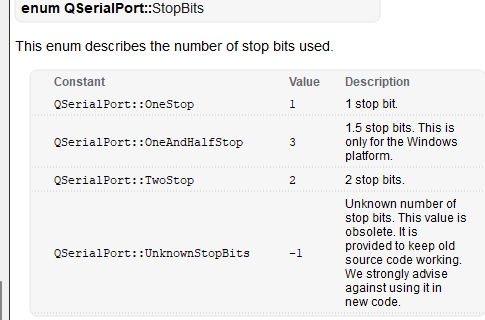 enum QSerialPort::StopBits
This enum describes the number of stop bits used.
Constant Value Description
QSerialPort::OneStop 1 1 stop bit.
QSerialPort::OneAndHalfStop 3 1.5 stop bits. This is
only for the Windows
platform.
QSerialPort::TwoStop 2 2 stop bits.
QSerialPort::UnknownStopBits -1 Unknown number of
stop bits. This value is
obsolete. It is
provided to keep old
source code working.
We strongly advise
against using it in
new code.